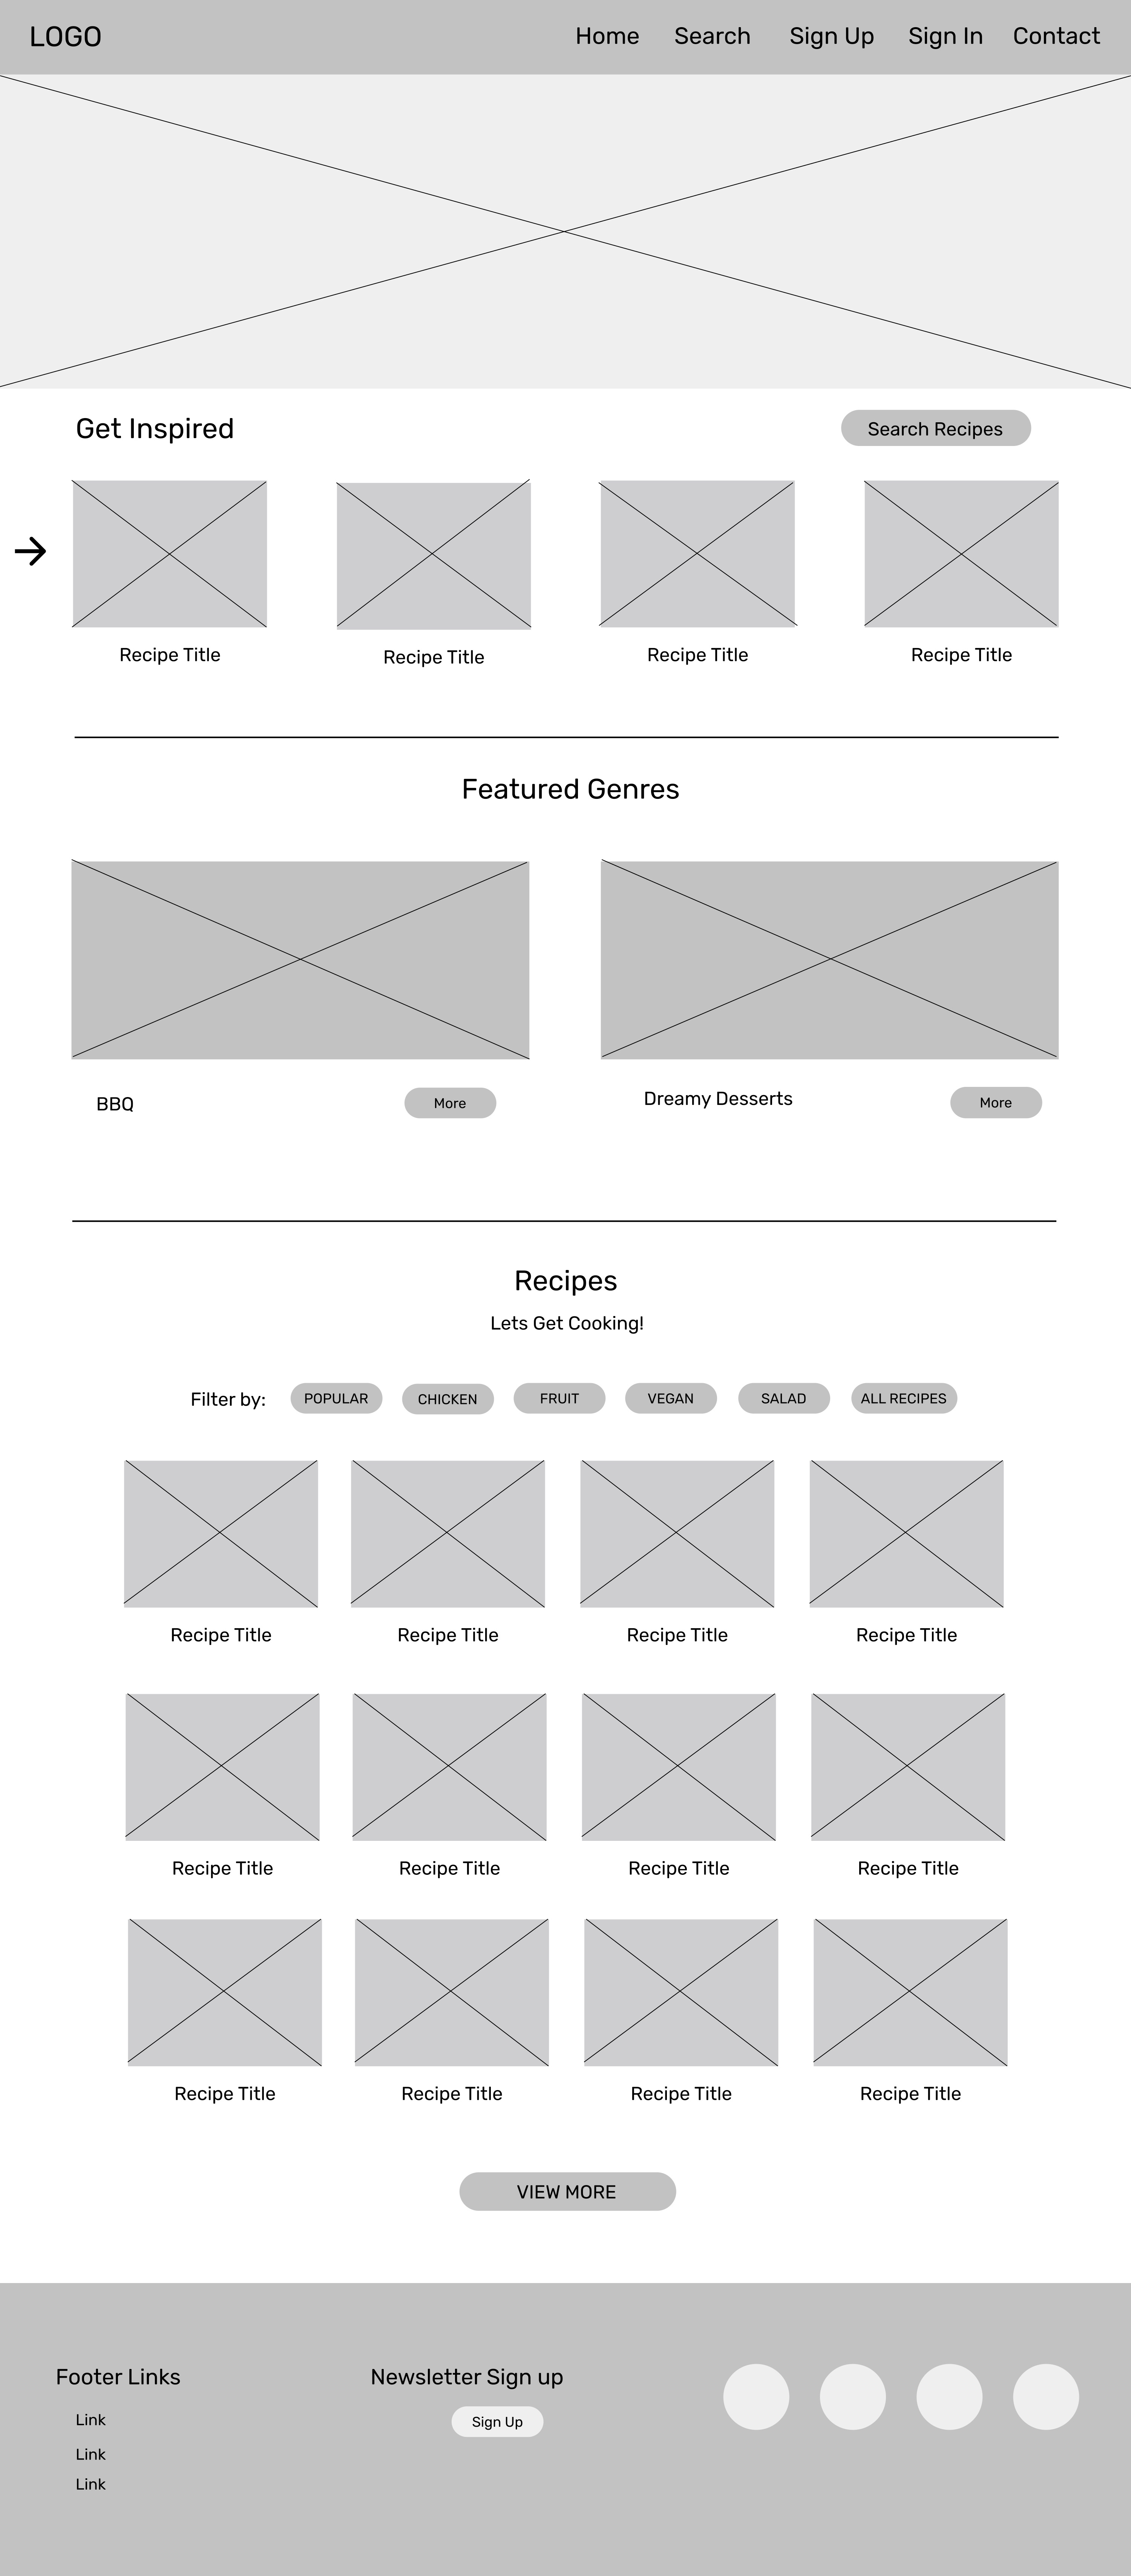 LOGO
Home Search Sign Up Sign In Contact
Get Inspired
Search Recipes
Recipe Title
Recipe Title
Recipe Title
Recipe Title
Featured Genres
BBQ
More
Dreamy Desserts
More
Recipes
Lets Get Cooking!
Filter by: POPULAR CHICKEN FRUIT VEGAN SALAD ALL RECIPES
Recipe Title
Recipe Title
Recipe Title
Recipe Title
Recipe Title
Recipe Title
Recipe Title
Recipe Title
Recipe Title
Recipe Title
Recipe Title
Recipe Title
VIEW MORE
Footer Links
Link
Link
Link
Newsletter Sign up
Sign Up